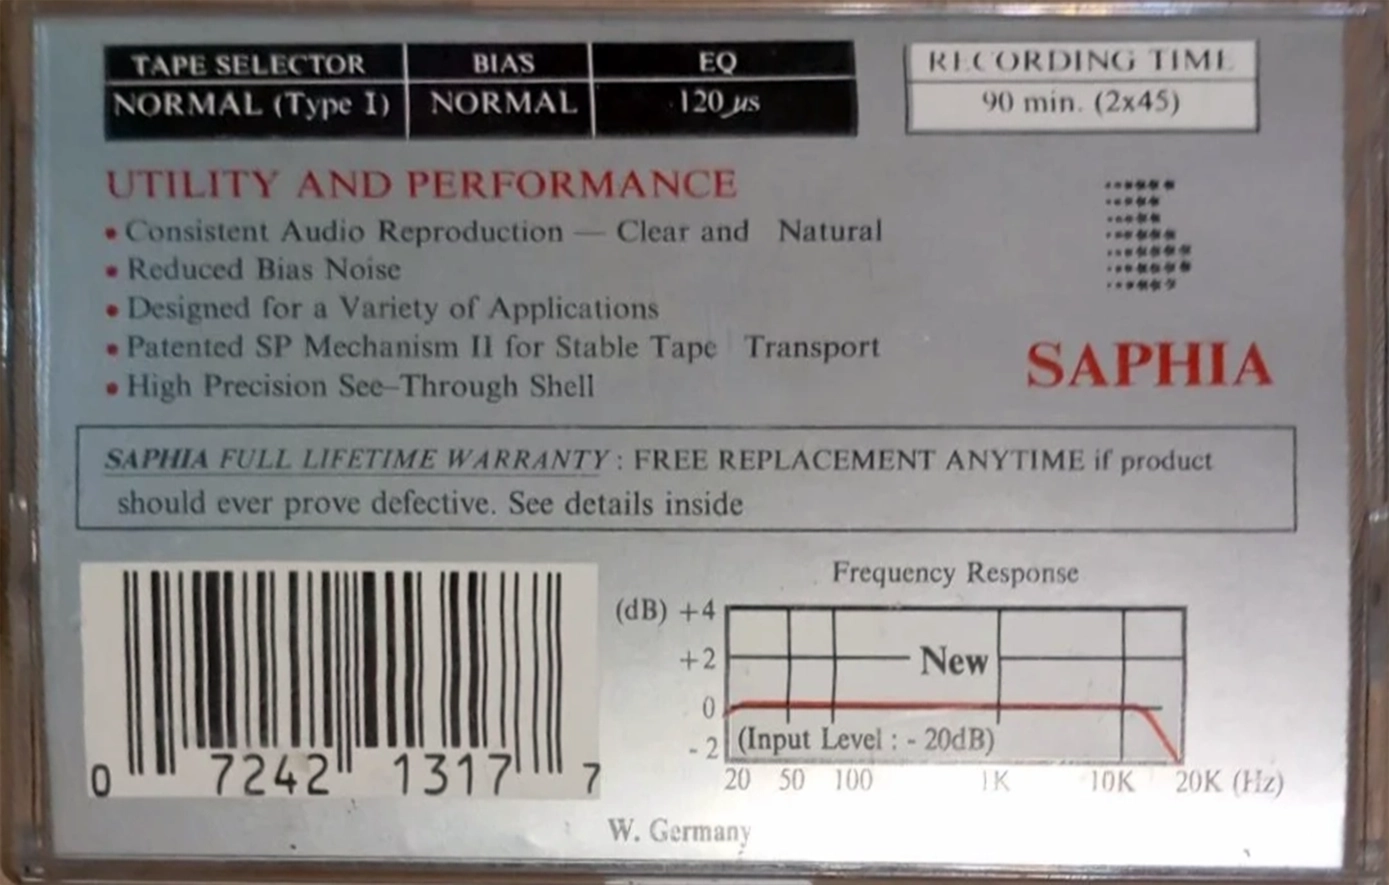 TAPE SELECTOR BIAS EQ RECORDING TIME
NORMAL (Type I) NORMAL 120 µs 90 min. (2x45)
UTILITY AND PERFORMANCE
• Consistent Audio Reproduction — Clear and Natural
• Reduced Bias Noise
• Designed for a Variety of Applications
• Patented SP Mechanism II for Stable Tape Transport
• High Precision See–Through Shell
SAPHIA
SAPHIA FULL LIFETIME WARRANTY : FREE REPLACEMENT ANYTIME if product
should ever prove defective. See details inside
Frequency Response
(dB) +4
+2
New
0
- 2
(Input Level : - 20dB)
20 50 100 1K 10K 20K (Hz)
0 7242 1317 7
W. Germany